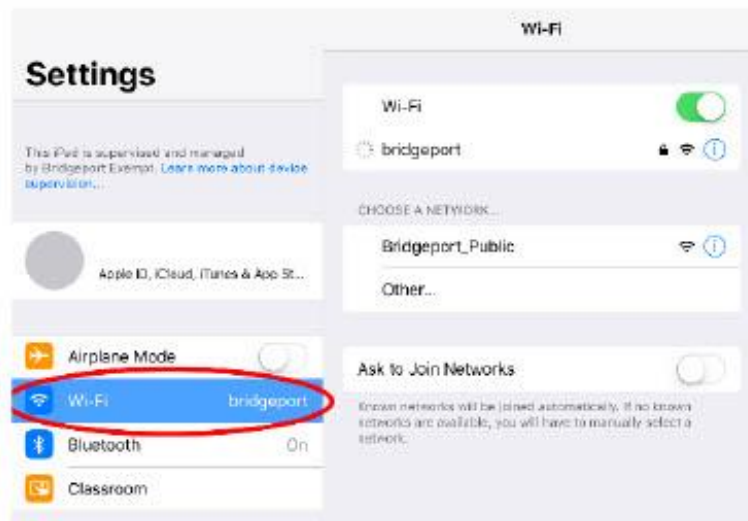 Settings
This iPad is supervised and managed
by Bridgeport Exempt. Learn more about device
supervision...
Apple ID, iCloud, iTunes & App St...
Airplane Mode
Wi-Fi bridgeport
Bluetooth On
Classroom
Wi-Fi
Wi-Fi
bridgeport
CHOOSE A NETWORK...
Bridgeport_Public
Other...
Ask to Join Networks
Known networks will be joined automatically. If no known
networks are available, you will have to manually select a
network.